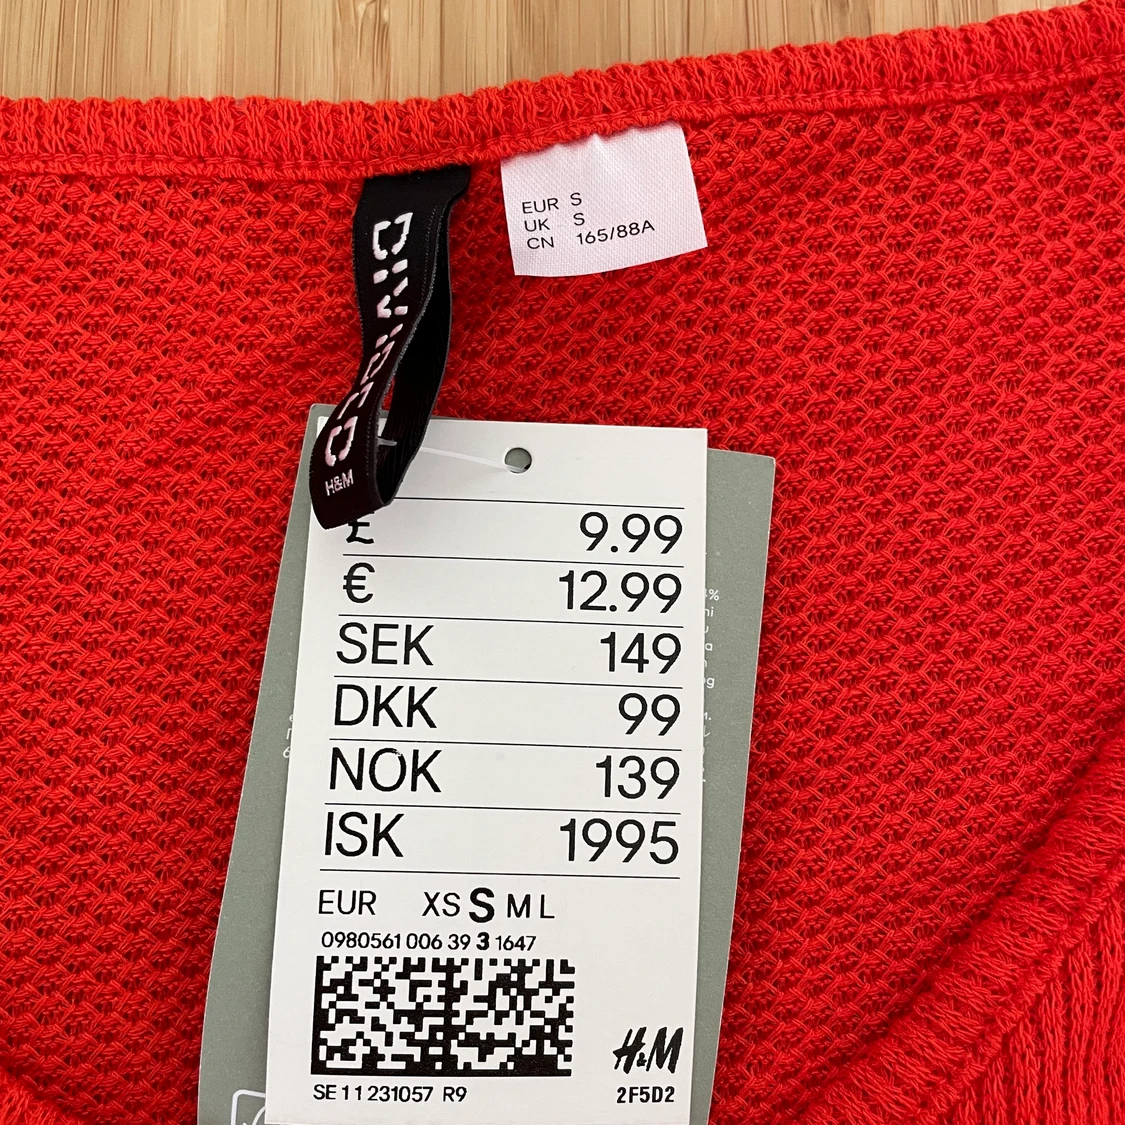 DIVIDED
H&M
EUR S
UK S
CN 165/88A
£ 9.99
€ 12.99
SEK 149
DKK 99
NOK 139
ISK 1995
EUR XS S M L
0980561 006 39 3 1647
H&M
SE 11 231057 R9
2F5D2